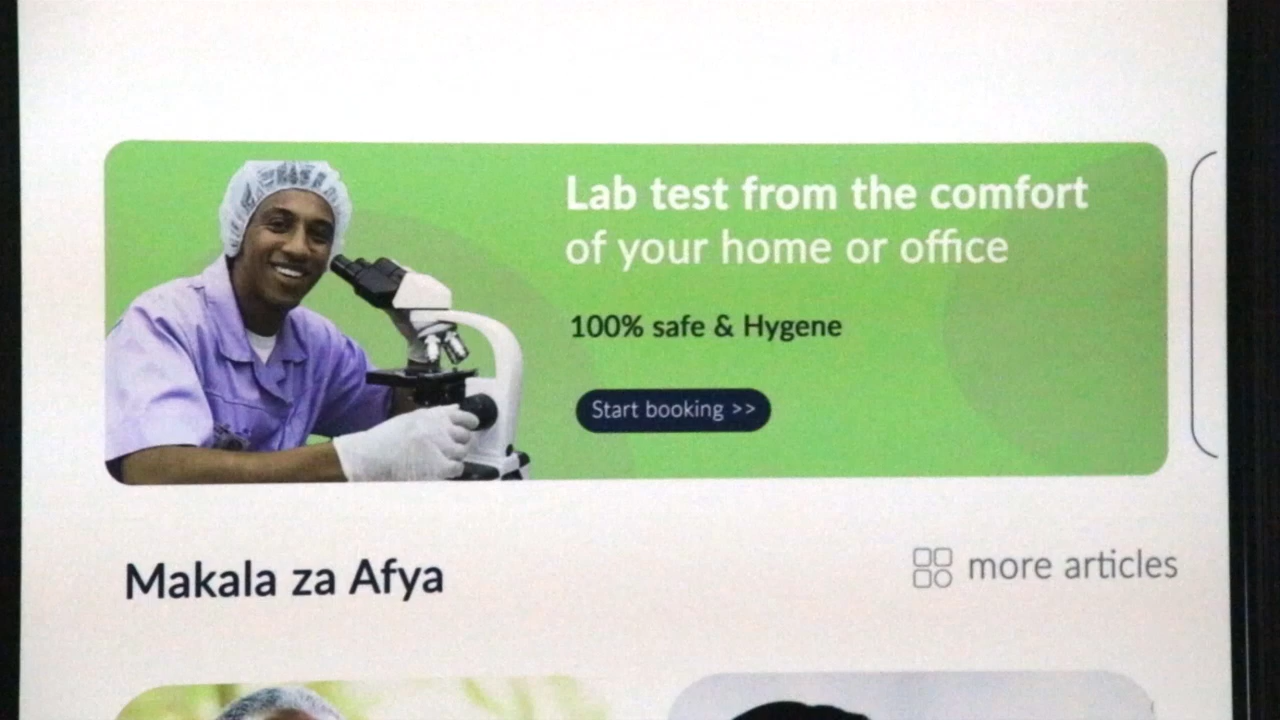 Lab test from the comfort
of your home or office
100% safe & Hygene
Start booking >>
Makala za Afya
more articles